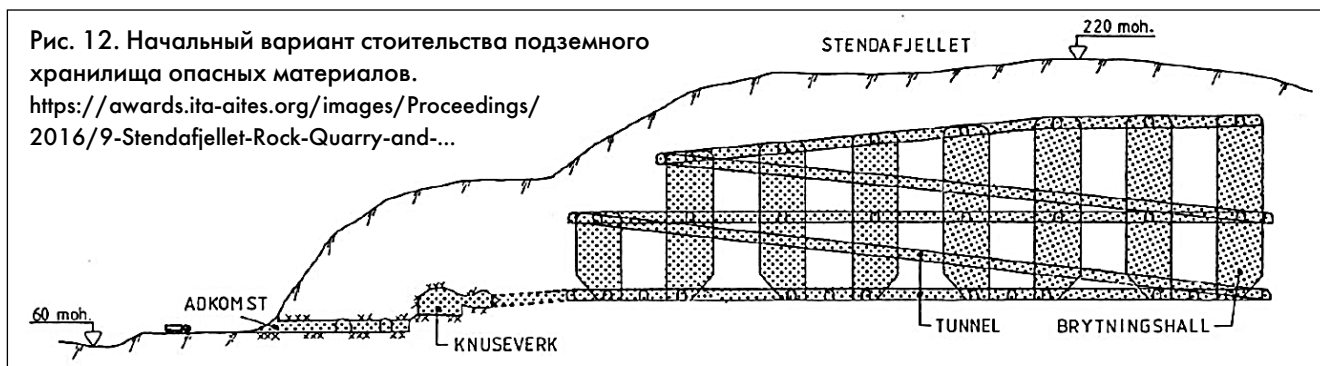 Рис. 12. Начальный вариант стоительства подземного
хранилища опасных материалов.
https://awards.ita-aites.org/images/Proceedings/
2016/9-Stendafjellet-Rock-Quarry-and-...
STENDAFJELLET
220 moh.
ADKOMST
60 moh.
KNUSEVERK
TUNNEL
BRYTNINGSHALL